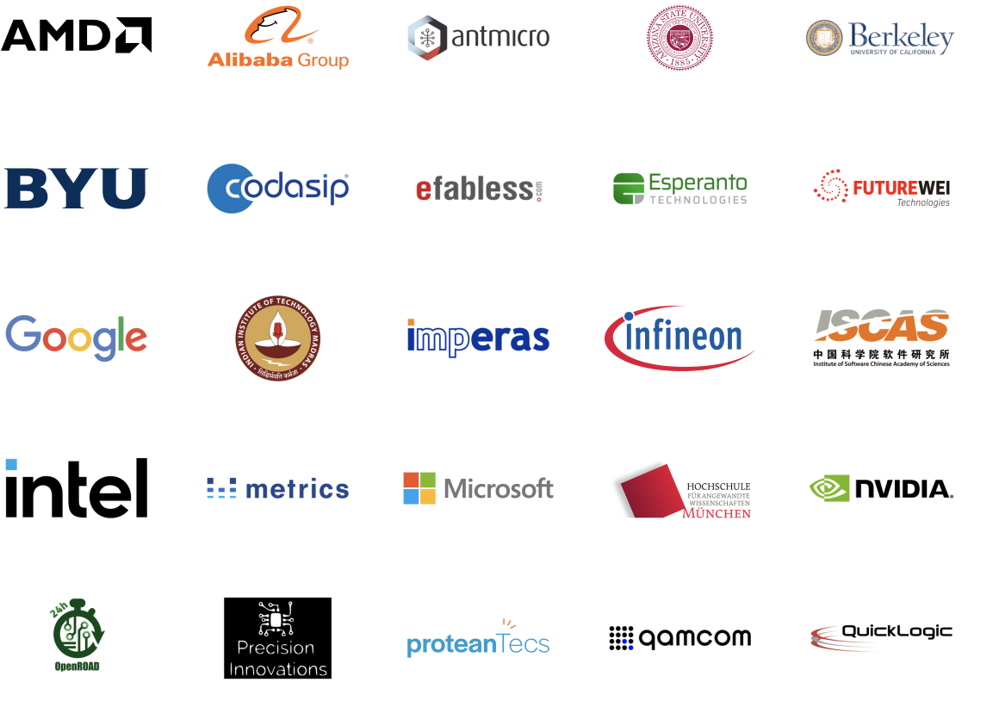 AMD
Alibaba Group
antmicro
ARIZONA STATE UNIVERSITY
1885
Berkeley
UNIVERSITY OF CALIFORNIA
BYU
codasip
efabless.com
Esperanto
TECHNOLOGIES
FUTUREWEI
Technologies
Google
INDIAN INSTITUTE OF TECHNOLOGY MADRAS
सिद्धिर्भवति कर्मजा
imperas
infineon
ISCAS
中国科学院软件研究所
Institute of Software Chinese Academy of Sciences
intel
metrics
Microsoft
HOCHSCHULE
FÜR ANGEWANDTE
WISSENSCHAFTEN
MÜNCHEN
NVIDIA
24h
OpenROAD
Precision
Innovations
proteanTecs
qamcom
QuickLogic